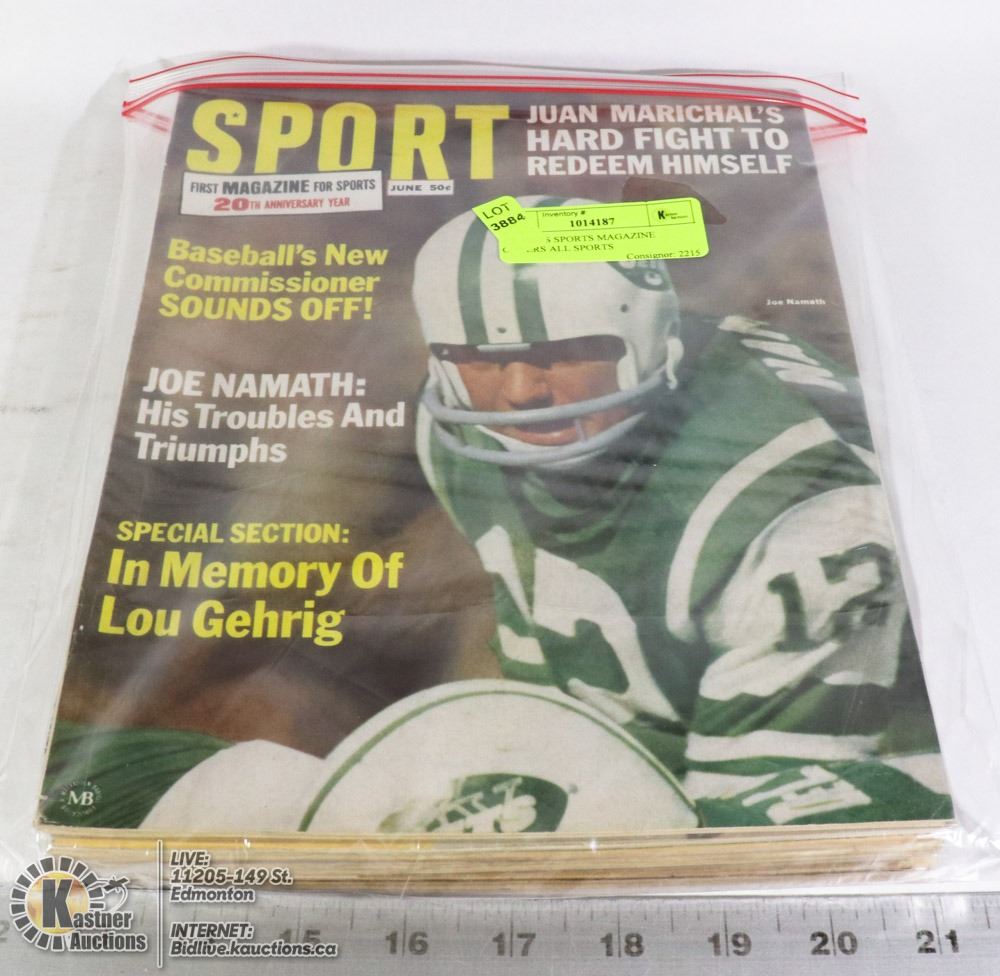 SPORT
FIRST MAGAZINE FOR SPORTS
20TH ANNIVERSARY YEAR
JUNE 50¢
JUAN MARICHAL'S
HARD FIGHT TO
REDEEM HIMSELF
LOT
3884
Inventory #
1014187
SPORTS MAGAZINE
ALL SPORTS
Consignor: 2215
Baseball's New
Commissioner
SOUNDS OFF!
Joe Namath
JOE NAMATH:
His Troubles And
Triumphs
SPECIAL SECTION:
In Memory Of
Lou Gehrig
12
MB
Kastner
Auctions
LIVE:
11205-149 St.
Edmonton
INTERNET:
Bidlive.kauctions.ca
15 16 17 18 19 20 21